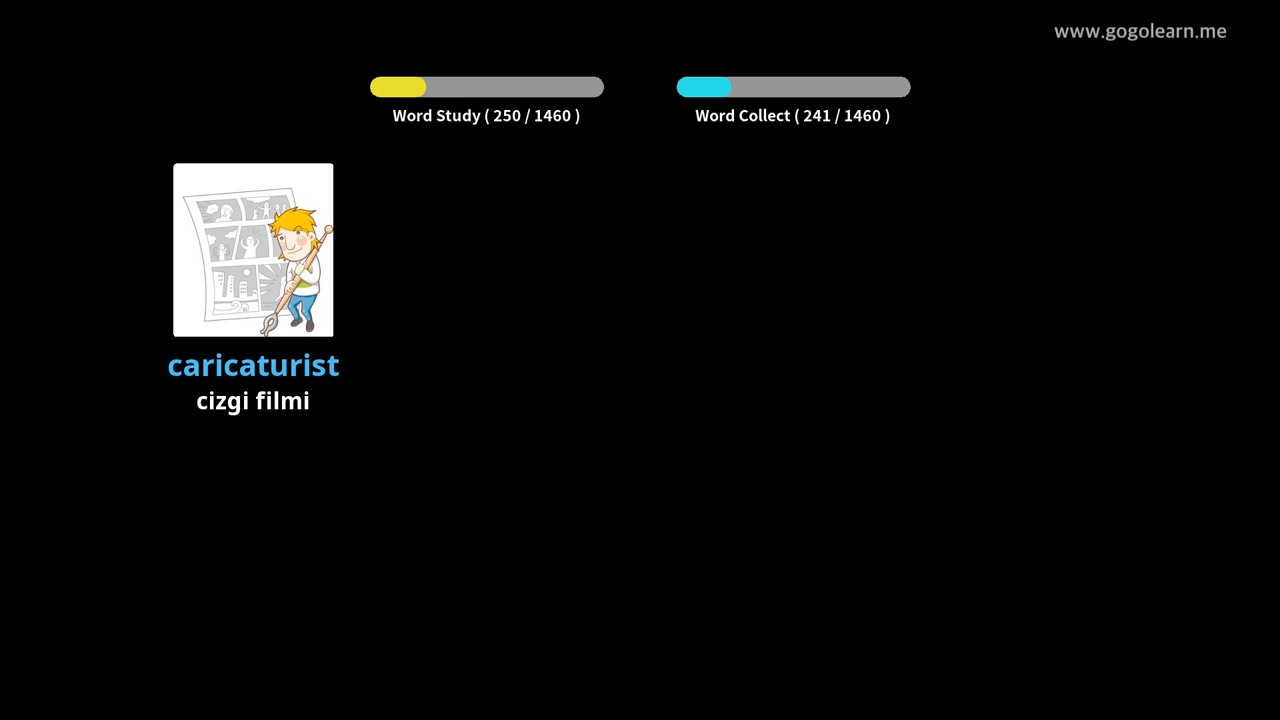 www.gogolearn.me
Word Study ( 250 / 1460 )
Word Collect ( 241 / 1460 )
caricaturist
cizgi filmi